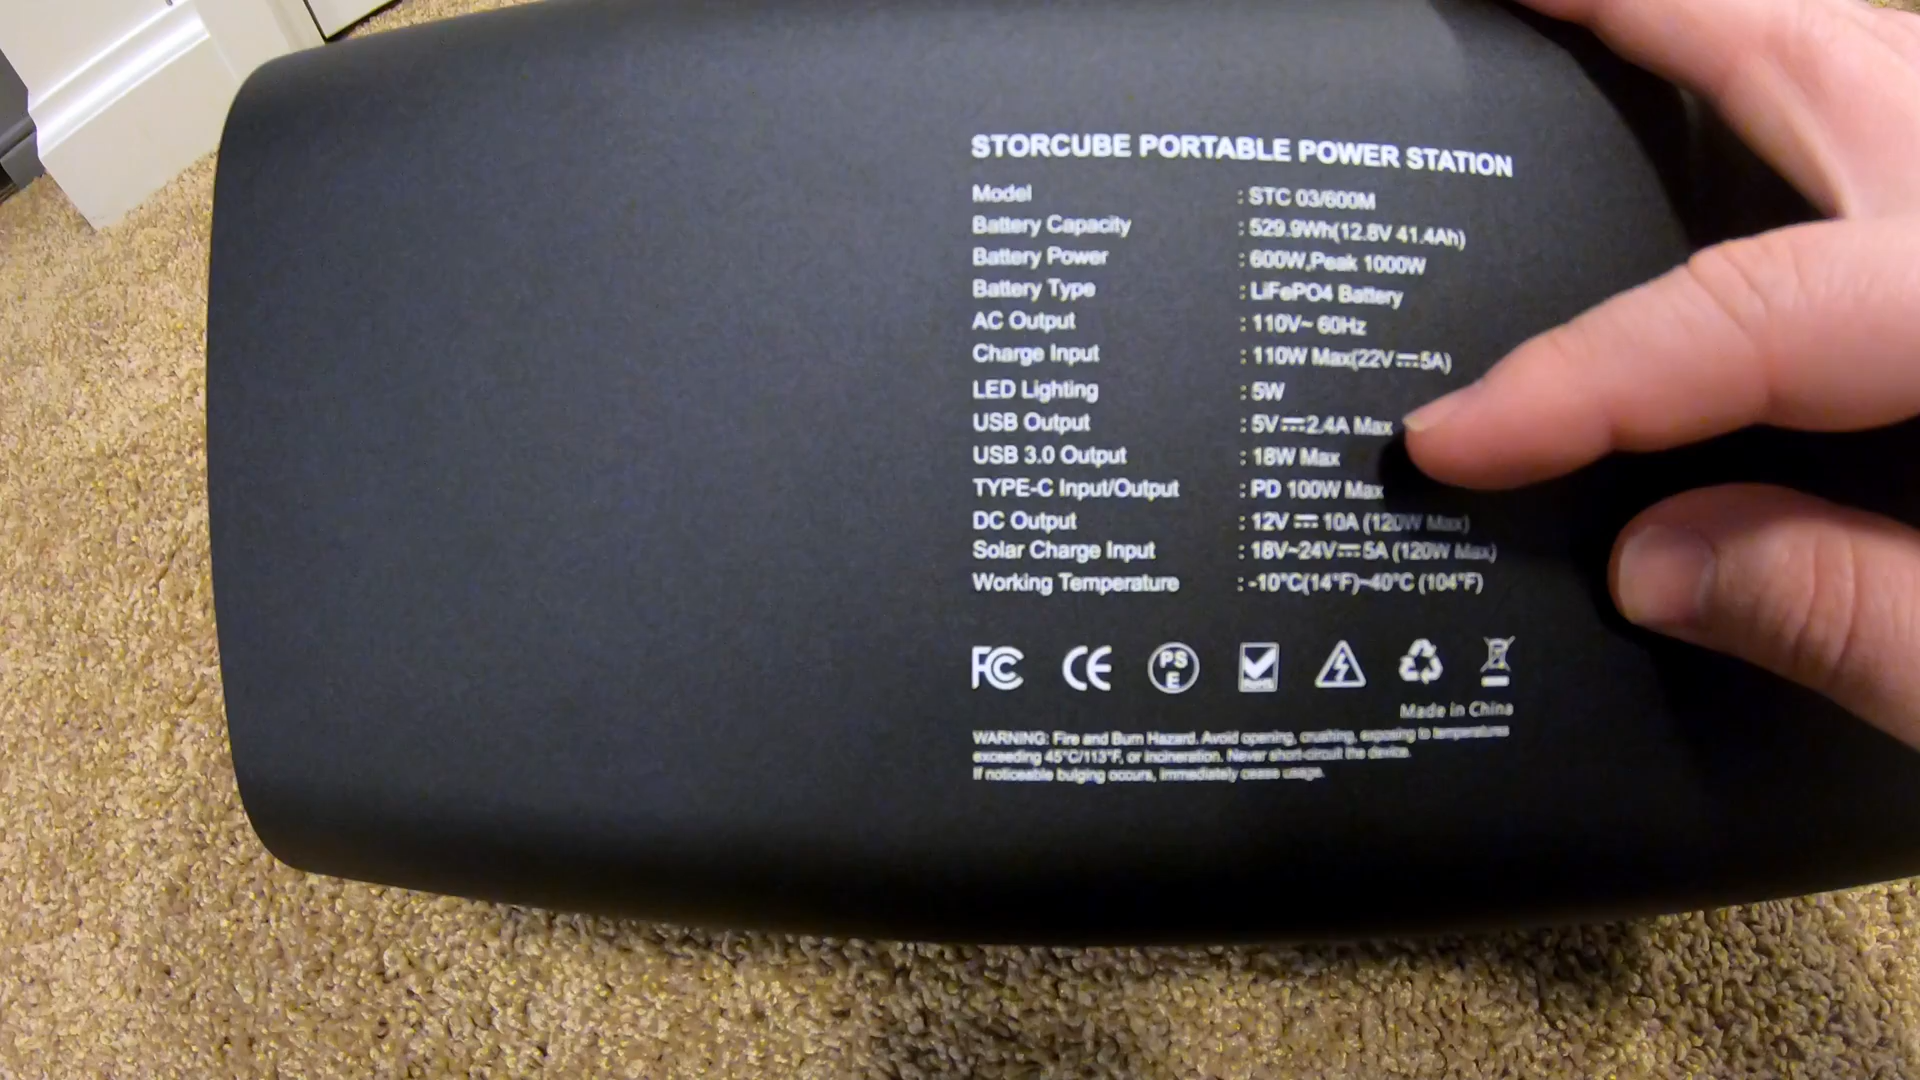 STORCUBE PORTABLE POWER STATION
Model : STC 03/600M
Battery Capacity : 529.9Wh(12.8V 41.4Ah)
Battery Power : 600W,Peak 1000W
Battery Type : LiFePO4 Battery
AC Output : 110V~ 60Hz
Charge Input : 110W Max(22V⎓5A)
LED Lighting : 5W
USB Output : 5V⎓2.4A Max
USB 3.0 Output : 18W Max
TYPE-C Input/Output : PD 100W Max
DC Output : 12V ⎓ 10A (120W Max)
Solar Charge Input : 18V~24V⎓5A (120W Max)
Working Temperature : -10°C(14°F)~40°C (104°F)
FC CE PS E
Made in China
WARNING: Fire and Burn Hazard. Avoid opening, crushing, exposing to temperatures
exceeding 45°C/113°F, or incineration. Never short-circuit the device.
If noticeable bulging occurs, immediately cease usage.